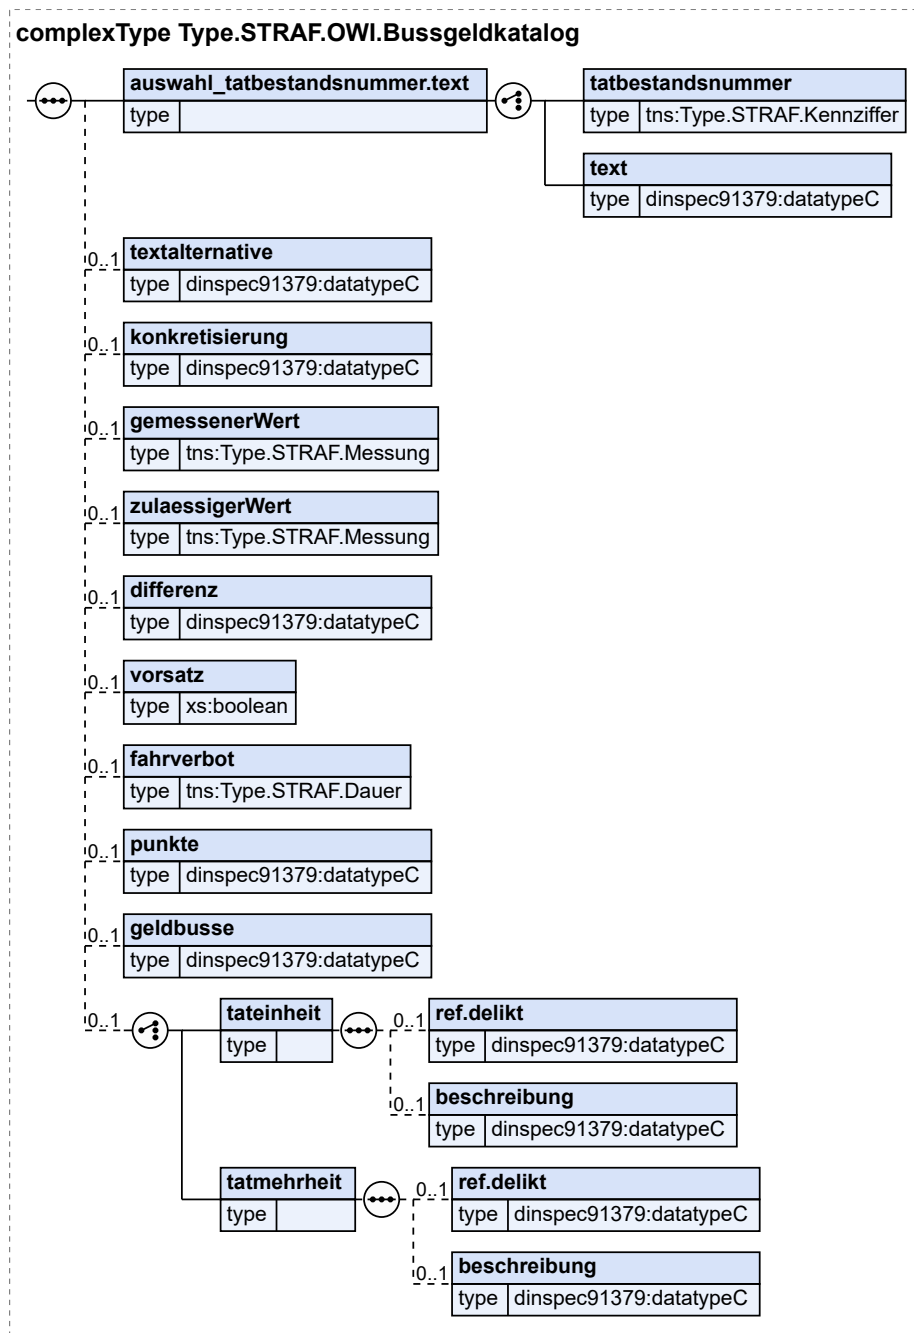 complexType Type.STRAF.OWI.Bussgeldkatalog
auswahl_tatbestandsnummer.text
type
tatbestandsnummer
type tns:Type.STRAF.Kennziffer
text
type dinspec91379:datatypeC
0..1 textalternative
type dinspec91379:datatypeC
0..1 konkretisierung
type dinspec91379:datatypeC
0..1 gemessenerWert
type tns:Type.STRAF.Messung
0..1 zulaessigerWert
type tns:Type.STRAF.Messung
0..1 differenz
type dinspec91379:datatypeC
0..1 vorsatz
type xs:boolean
0..1 fahrverbot
type tns:Type.STRAF.Dauer
0..1 punkte
type dinspec91379:datatypeC
0..1 geldbusse
type dinspec91379:datatypeC
0..1
tateinheit
type
0..1 ref.delikt
type dinspec91379:datatypeC
0..1 beschreibung
type dinspec91379:datatypeC
tatmehrheit
type
0..1 ref.delikt
type dinspec91379:datatypeC
0..1 beschreibung
type dinspec91379:datatypeC